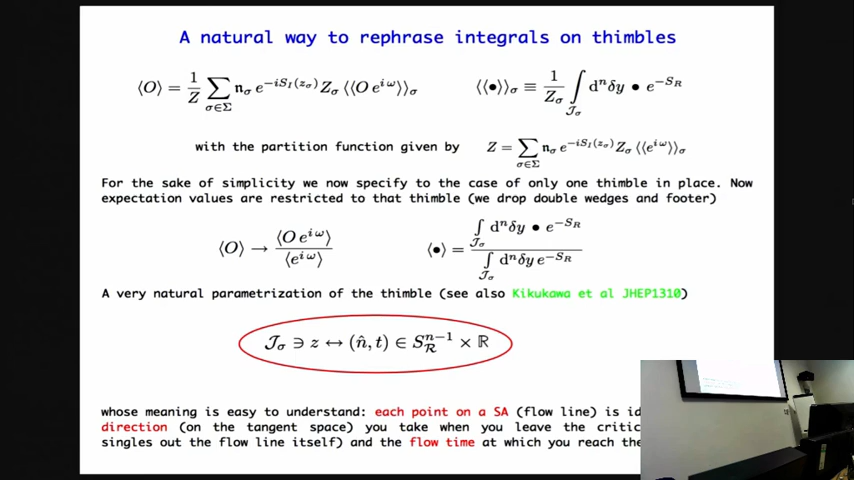 A natural way to rephrase integrals on thimbles
⟨O⟩ = 1/Z ∑_{σ∈Σ} 𝔫_σ e^{−iS_I(z_σ)} Z_σ ⟨⟨O e^{iω}⟩⟩_σ    ⟨⟨•⟩⟩_σ ≡ 1/Z_σ ∫_{𝒥_σ} dⁿδy • e^{−S_R}
with the partition function given by Z = ∑_{σ∈Σ} 𝔫_σ e^{−iS_I(z_σ)} Z_σ ⟨⟨e^{iω}⟩⟩_σ
For the sake of simplicity we now specify to the case of only one thimble in place. Now
expectation values are restricted to that thimble (we drop double wedges and footer)
⟨O⟩ → ⟨O e^{iω}⟩ / ⟨e^{iω}⟩    ⟨•⟩ = ∫_{𝒥_σ} dⁿδy • e^{−S_R} / ∫_{𝒥_σ} dⁿδy e^{−S_R}
A very natural parametrization of the thimble (see also Kikukawa et al JHEP1310)
𝒥_σ ∋ z ↔ (n̂, t) ∈ S_ℛ^{n−1} × ℝ
whose meaning is easy to understand: each point on a SA (flow line) is
direction (on the tangent space) you take when you leave the
singles out the flow line itself) and the flow time at which you reach the